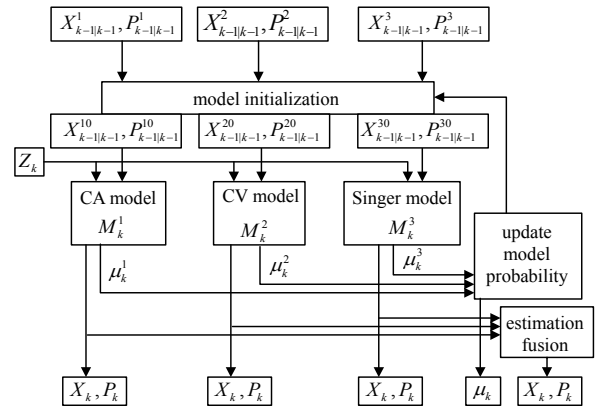 X^1_{k-1|k-1}, P^1_{k-1|k-1}
X^2_{k-1|k-1}, P^2_{k-1|k-1}
X^3_{k-1|k-1}, P^3_{k-1|k-1}
model initialization
X^{10}_{k-1|k-1}, P^{10}_{k-1|k-1}
X^{20}_{k-1|k-1}, P^{20}_{k-1|k-1}
X^{30}_{k-1|k-1}, P^{30}_{k-1|k-1}
Z_k
CA model
M^1_k
CV model
M^2_k
Singer model
M^3_k
update
model
probability
μ^1_k
μ^2_k
μ^3_k
estimation
fusion
X_k, P_k
X_k, P_k
X_k, P_k
μ_k
X_k, P_k